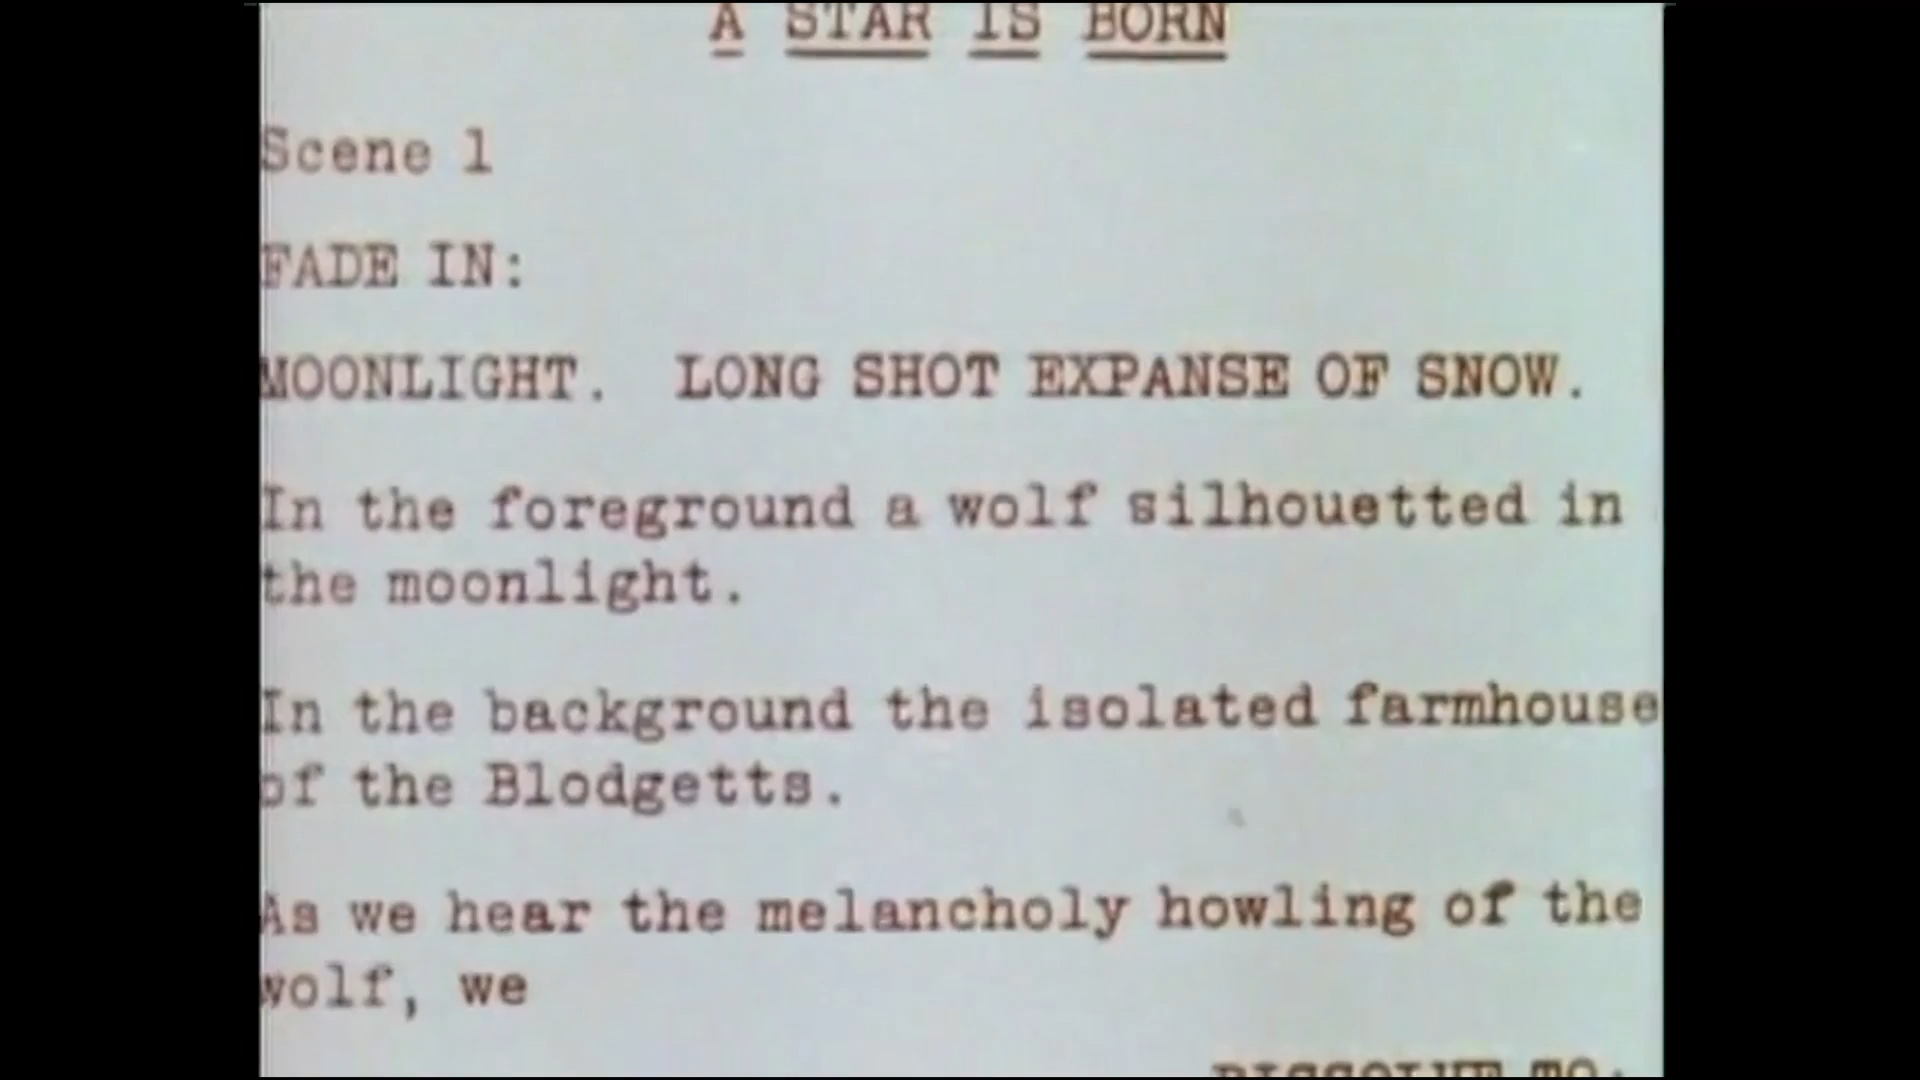 A STAR IS BORN
Scene 1
FADE IN:
MOONLIGHT.  LONG SHOT EXPANSE OF SNOW.
In the foreground a wolf silhouetted in
the moonlight.
In the background the isolated farmhouse
of the Blodgetts.
As we hear the melancholy howling of the
wolf, we
DISSOLVE TO: